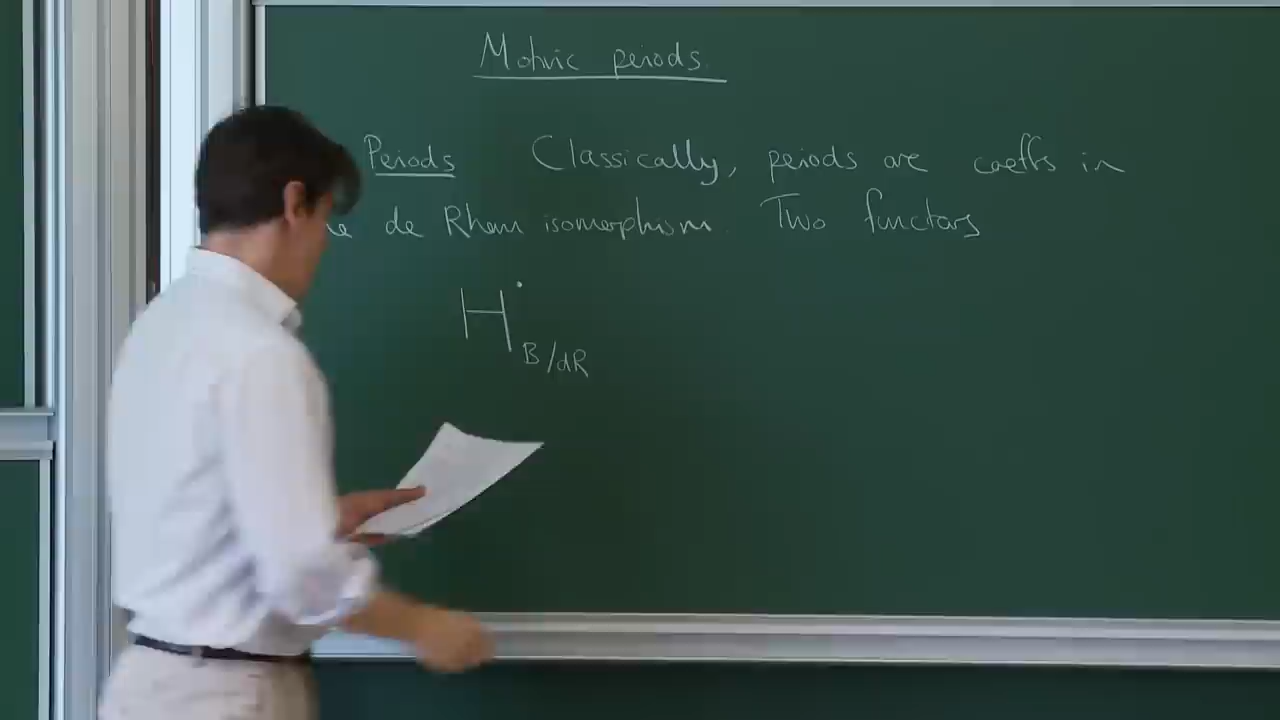 Motivic periods.
Periods Classically, periods are coeffs in
de Rham isomorphism. Two functors
H^•_{B/dR}